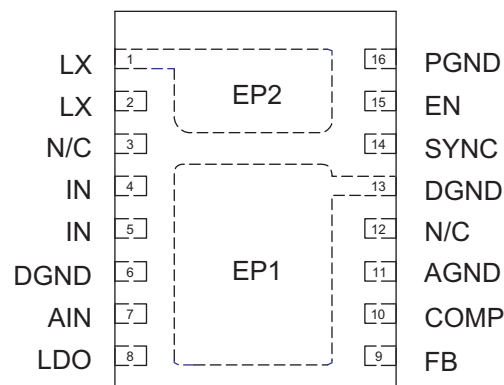 LX 1 16 PGND
LX 2 EP2 15 EN
N/C 3 14 SYNC
IN 4 13 DGND
IN 5 12 N/C
DGND 6 EP1 11 AGND
AIN 7 10 COMP
LDO 8 9 FB